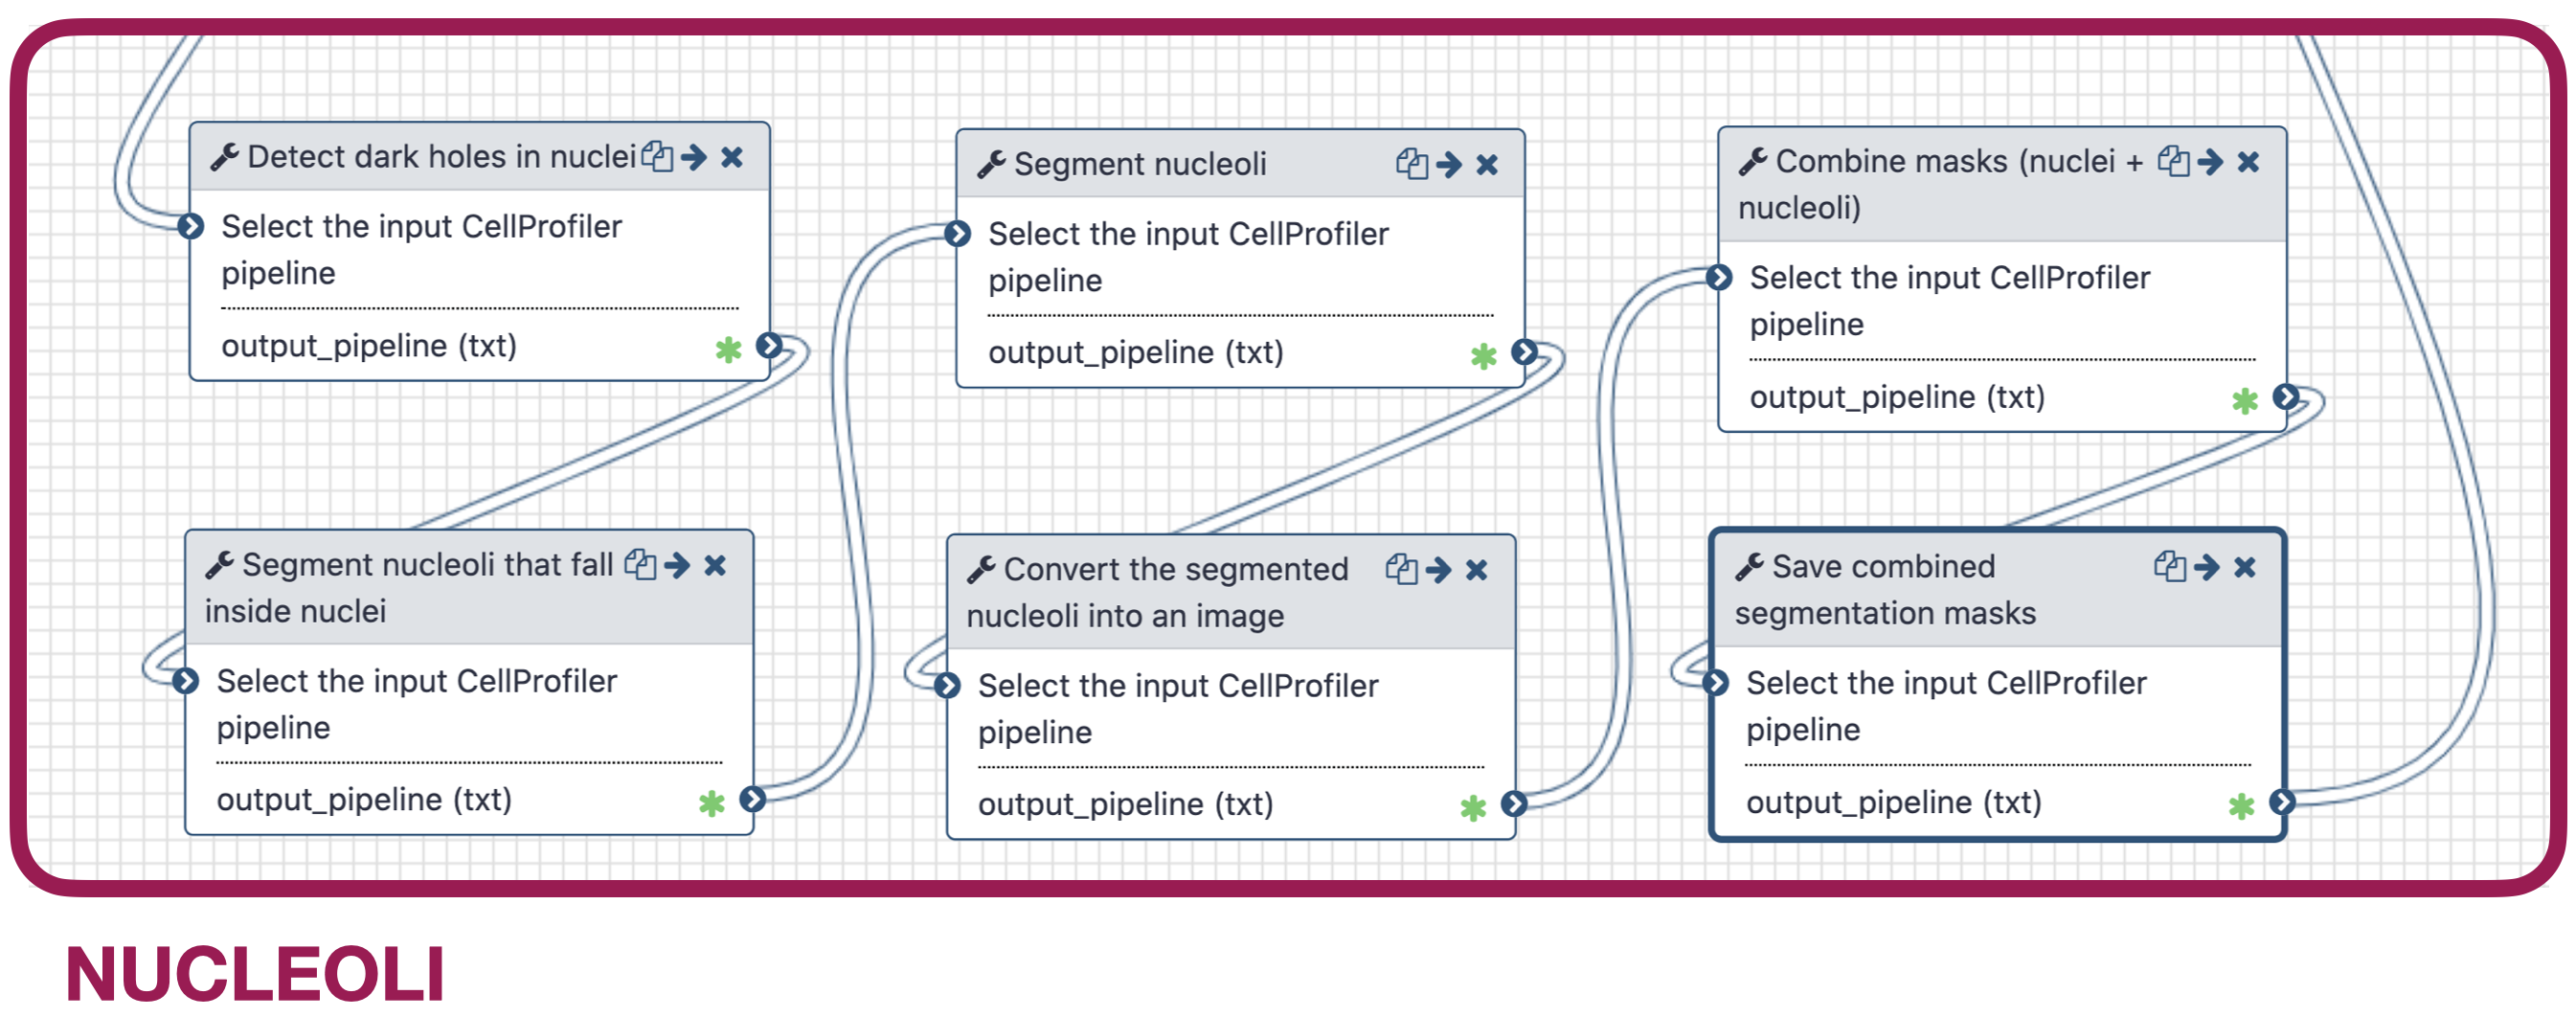 Detect dark holes in nuclei
Select the input CellProfiler
pipeline
output_pipeline (txt)
Segment nucleoli that fall
inside nuclei
Select the input CellProfiler
pipeline
output_pipeline (txt)
Segment nucleoli
Select the input CellProfiler
pipeline
output_pipeline (txt)
Convert the segmented
nucleoli into an image
Select the input CellProfiler
pipeline
output_pipeline (txt)
Combine masks (nuclei +
nucleoli)
Select the input CellProfiler
pipeline
output_pipeline (txt)
Save combined
segmentation masks
Select the input CellProfiler
pipeline
output_pipeline (txt)
NUCLEOLI